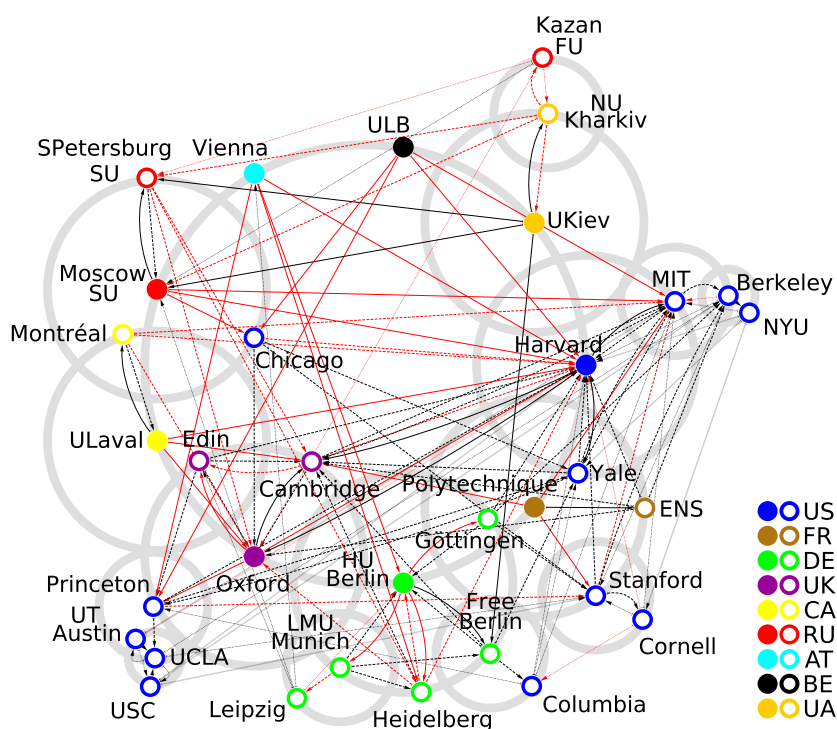 Kazan
FU
NU
Kharkiv
ULB
SPetersburg
SU
Vienna
UKiev
Moscow
SU
MIT
Berkeley
NYU
Montréal
Chicago
Harvard
ULaval
Edin
Cambridge
Polytechnique
Yale
ENS
Göttingen
Oxford
HU
Berlin
Princeton
Stanford
UT
Austin
LMU
Munich
Free
Berlin
Cornell
UCLA
USC
Leipzig
Heidelberg
Columbia
US
FR
DE
UK
CA
RU
AT
BE
UA